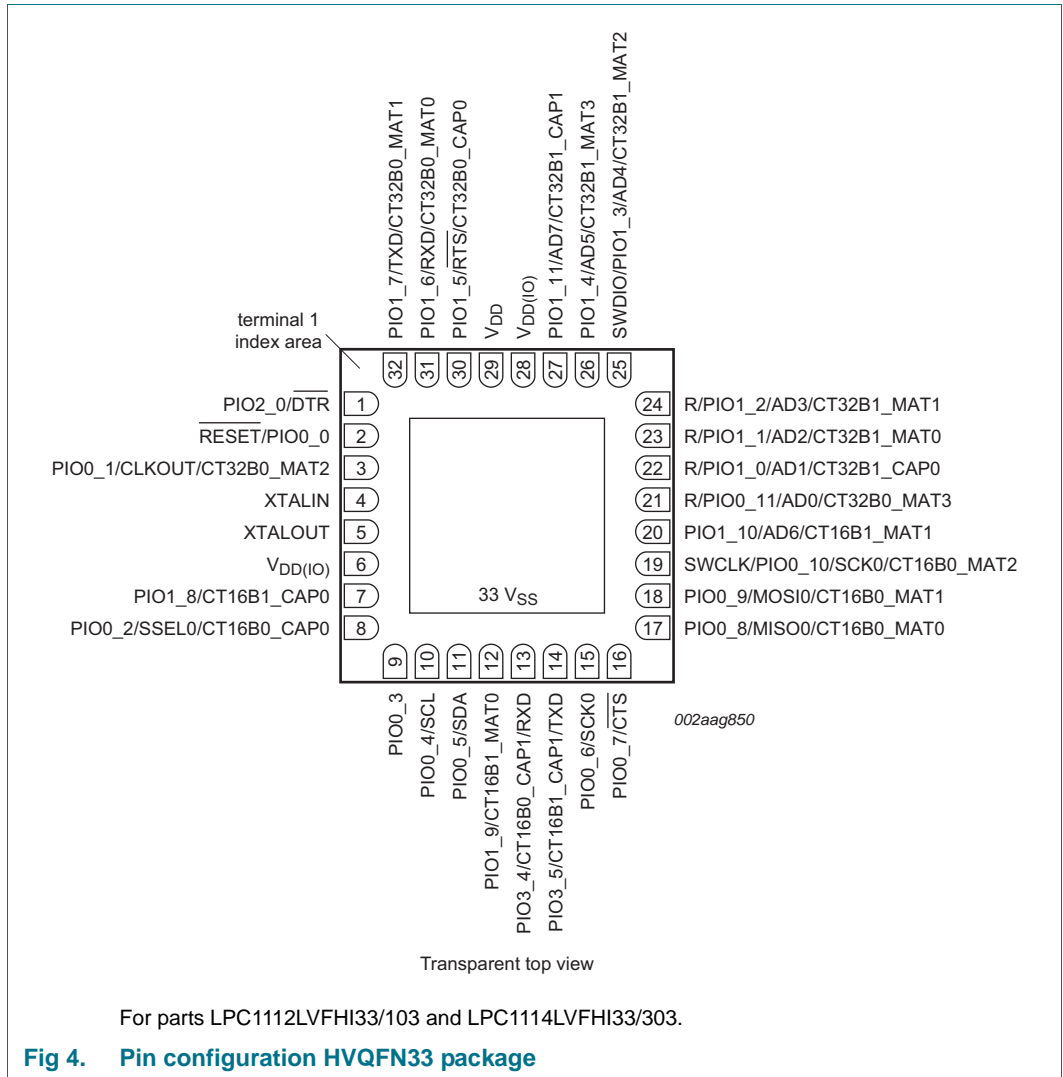 PIO1_7/TXD/CT32B0_MAT1
PIO1_6/RXD/CT32B0_MAT0
PIO1_5/R̅T̅S̅/CT32B0_CAP0
VDD
VDD(IO)
PIO1_11/AD7/CT32B1_CAP1
PIO1_4/AD5/CT32B1_MAT3
SWDIO/PIO1_3/AD4/CT32B1_MAT2
terminal 1
index area
32 31 30 29 28 27 26 25
PIO2_0/D̅T̅R̅ 1
R̅E̅S̅E̅T̅/PIO0_0 2
PIO0_1/CLKOUT/CT32B0_MAT2 3
XTALIN 4
XTALOUT 5
VDD(IO) 6
PIO1_8/CT16B1_CAP0 7
PIO0_2/SSEL0/CT16B0_CAP0 8
24 R/PIO1_2/AD3/CT32B1_MAT1
23 R/PIO1_1/AD2/CT32B1_MAT0
22 R/PIO1_0/AD1/CT32B1_CAP0
21 R/PIO0_11/AD0/CT32B0_MAT3
20 PIO1_10/AD6/CT16B1_MAT1
19 SWCLK/PIO0_10/SCK0/CT16B0_MAT2
18 PIO0_9/MOSI0/CT16B0_MAT1
17 PIO0_8/MISO0/CT16B0_MAT0
33 VSS
9 10 11 12 13 14 15 16
PIO0_3
PIO0_4/SCL
PIO0_5/SDA
PIO1_9/CT16B1_MAT0
PIO3_4/CT16B0_CAP1/RXD
PIO3_5/CT16B1_CAP1/TXD
PIO0_6/SCK0
PIO0_7/C̅T̅S̅
002aag850
Transparent top view
For parts LPC1112LVFHI33/103 and LPC1114LVFHI33/303.
Fig 4. Pin configuration HVQFN33 package